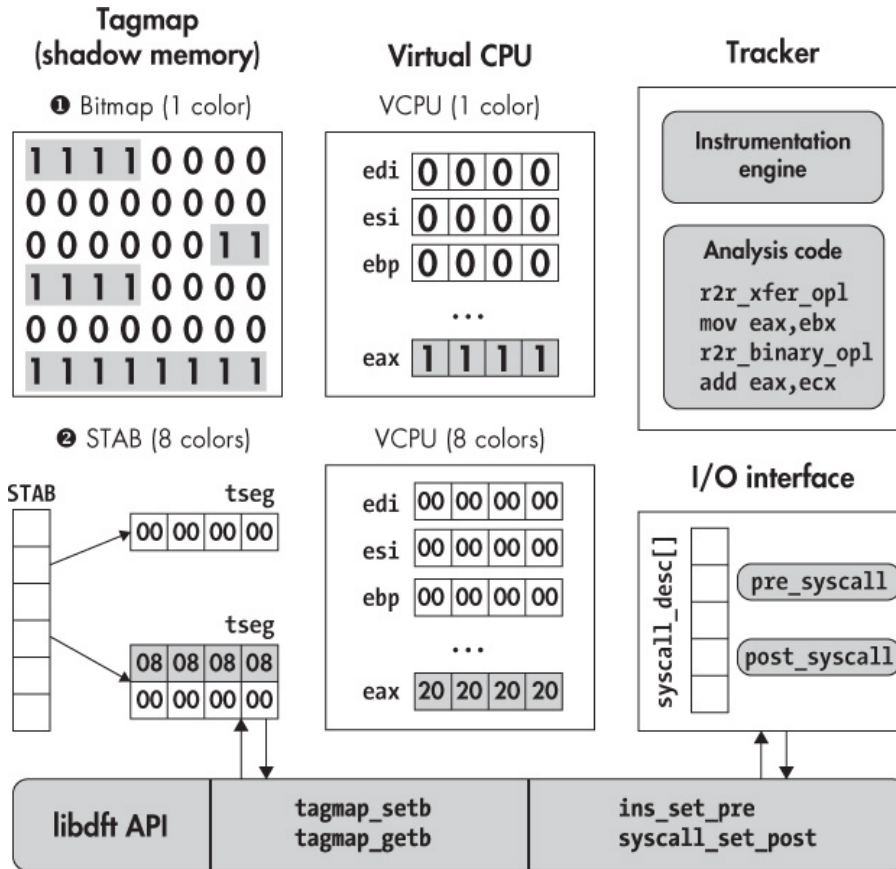 Tagmap
(shadow memory)
❶ Bitmap (1 color)
1 1 1 1 0 0 0 0
0 0 0 0 0 0 0 0
0 0 0 0 0 0 1 1
1 1 1 1 0 0 0 0
0 0 0 0 0 0 0 0
1 1 1 1 1 1 1 1
❷ STAB (8 colors)
STAB
tseg
00 00 00 00
tseg
08 08 08 08
00 00 00 00
Virtual CPU
VCPU (1 color)
edi 0 0 0 0
esi 0 0 0 0
ebp 0 0 0 0
...
eax 1 1 1 1
VCPU (8 colors)
edi 00 00 00 00
esi 00 00 00 00
ebp 00 00 00 00
...
eax 20 20 20 20
Tracker
Instrumentation
engine
Analysis code
r2r_xfer_opl
mov eax,ebx
r2r_binary_opl
add eax,ecx
I/O interface
syscall_desc[]
pre_syscall
post_syscall
libdft API
tagmap_setb
tagmap_getb
ins_set_pre
syscall_set_post